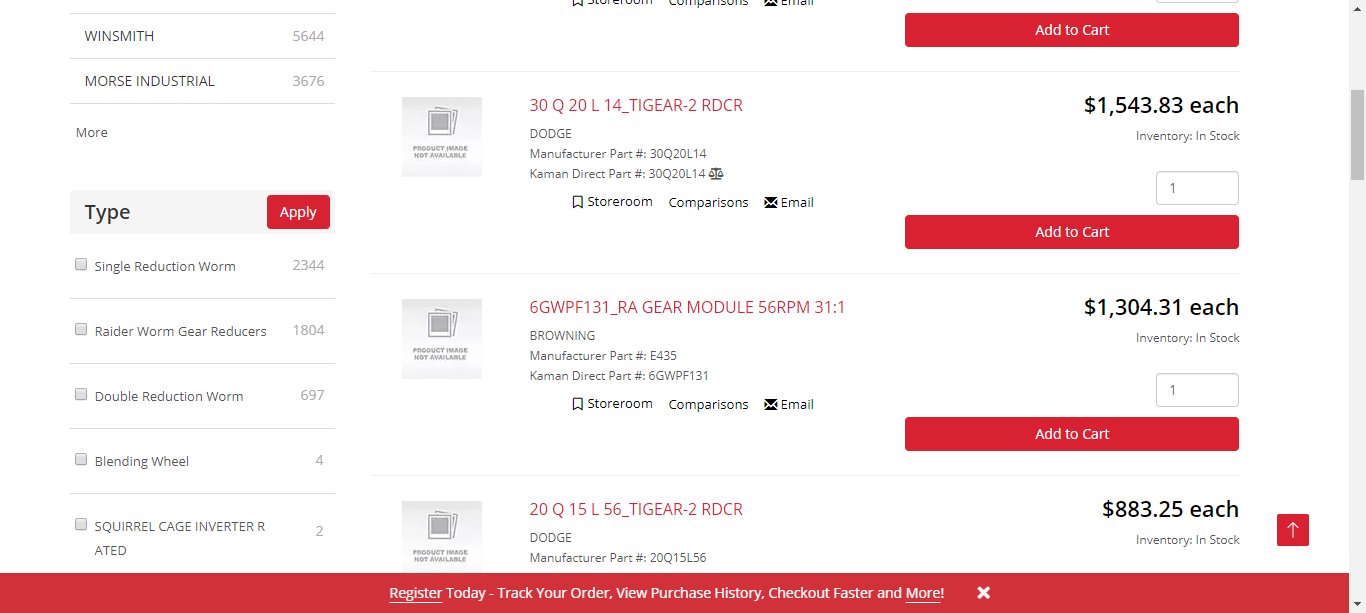 WINSMITH 5644
MORSE INDUSTRIAL 3676
More
Type Apply
Single Reduction Worm 2344
Raider Worm Gear Reducers 1804
Double Reduction Worm 697
Blending Wheel 4
SQUIRREL CAGE INVERTER R
ATED 2
Storeroom Comparisons Email
Add to Cart
PRODUCT IMAGE
NOT AVAILABLE
30 Q 20 L 14_TIGEAR-2 RDCR
DODGE
Manufacturer Part #: 30Q20L14
Kaman Direct Part #: 30Q20L14
Storeroom Comparisons Email
$1,543.83 each
Inventory: In Stock
1
Add to Cart
PRODUCT IMAGE
NOT AVAILABLE
6GWPF131_RA GEAR MODULE 56RPM 31:1
BROWNING
Manufacturer Part #: E435
Kaman Direct Part #: 6GWPF131
Storeroom Comparisons Email
$1,304.31 each
Inventory: In Stock
1
Add to Cart
PRODUCT IMAGE
NOT AVAILABLE
20 Q 15 L 56_TIGEAR-2 RDCR
DODGE
Manufacturer Part #: 20Q15L56
$883.25 each
Inventory: In Stock
Register Today - Track Your Order, View Purchase History, Checkout Faster and More!